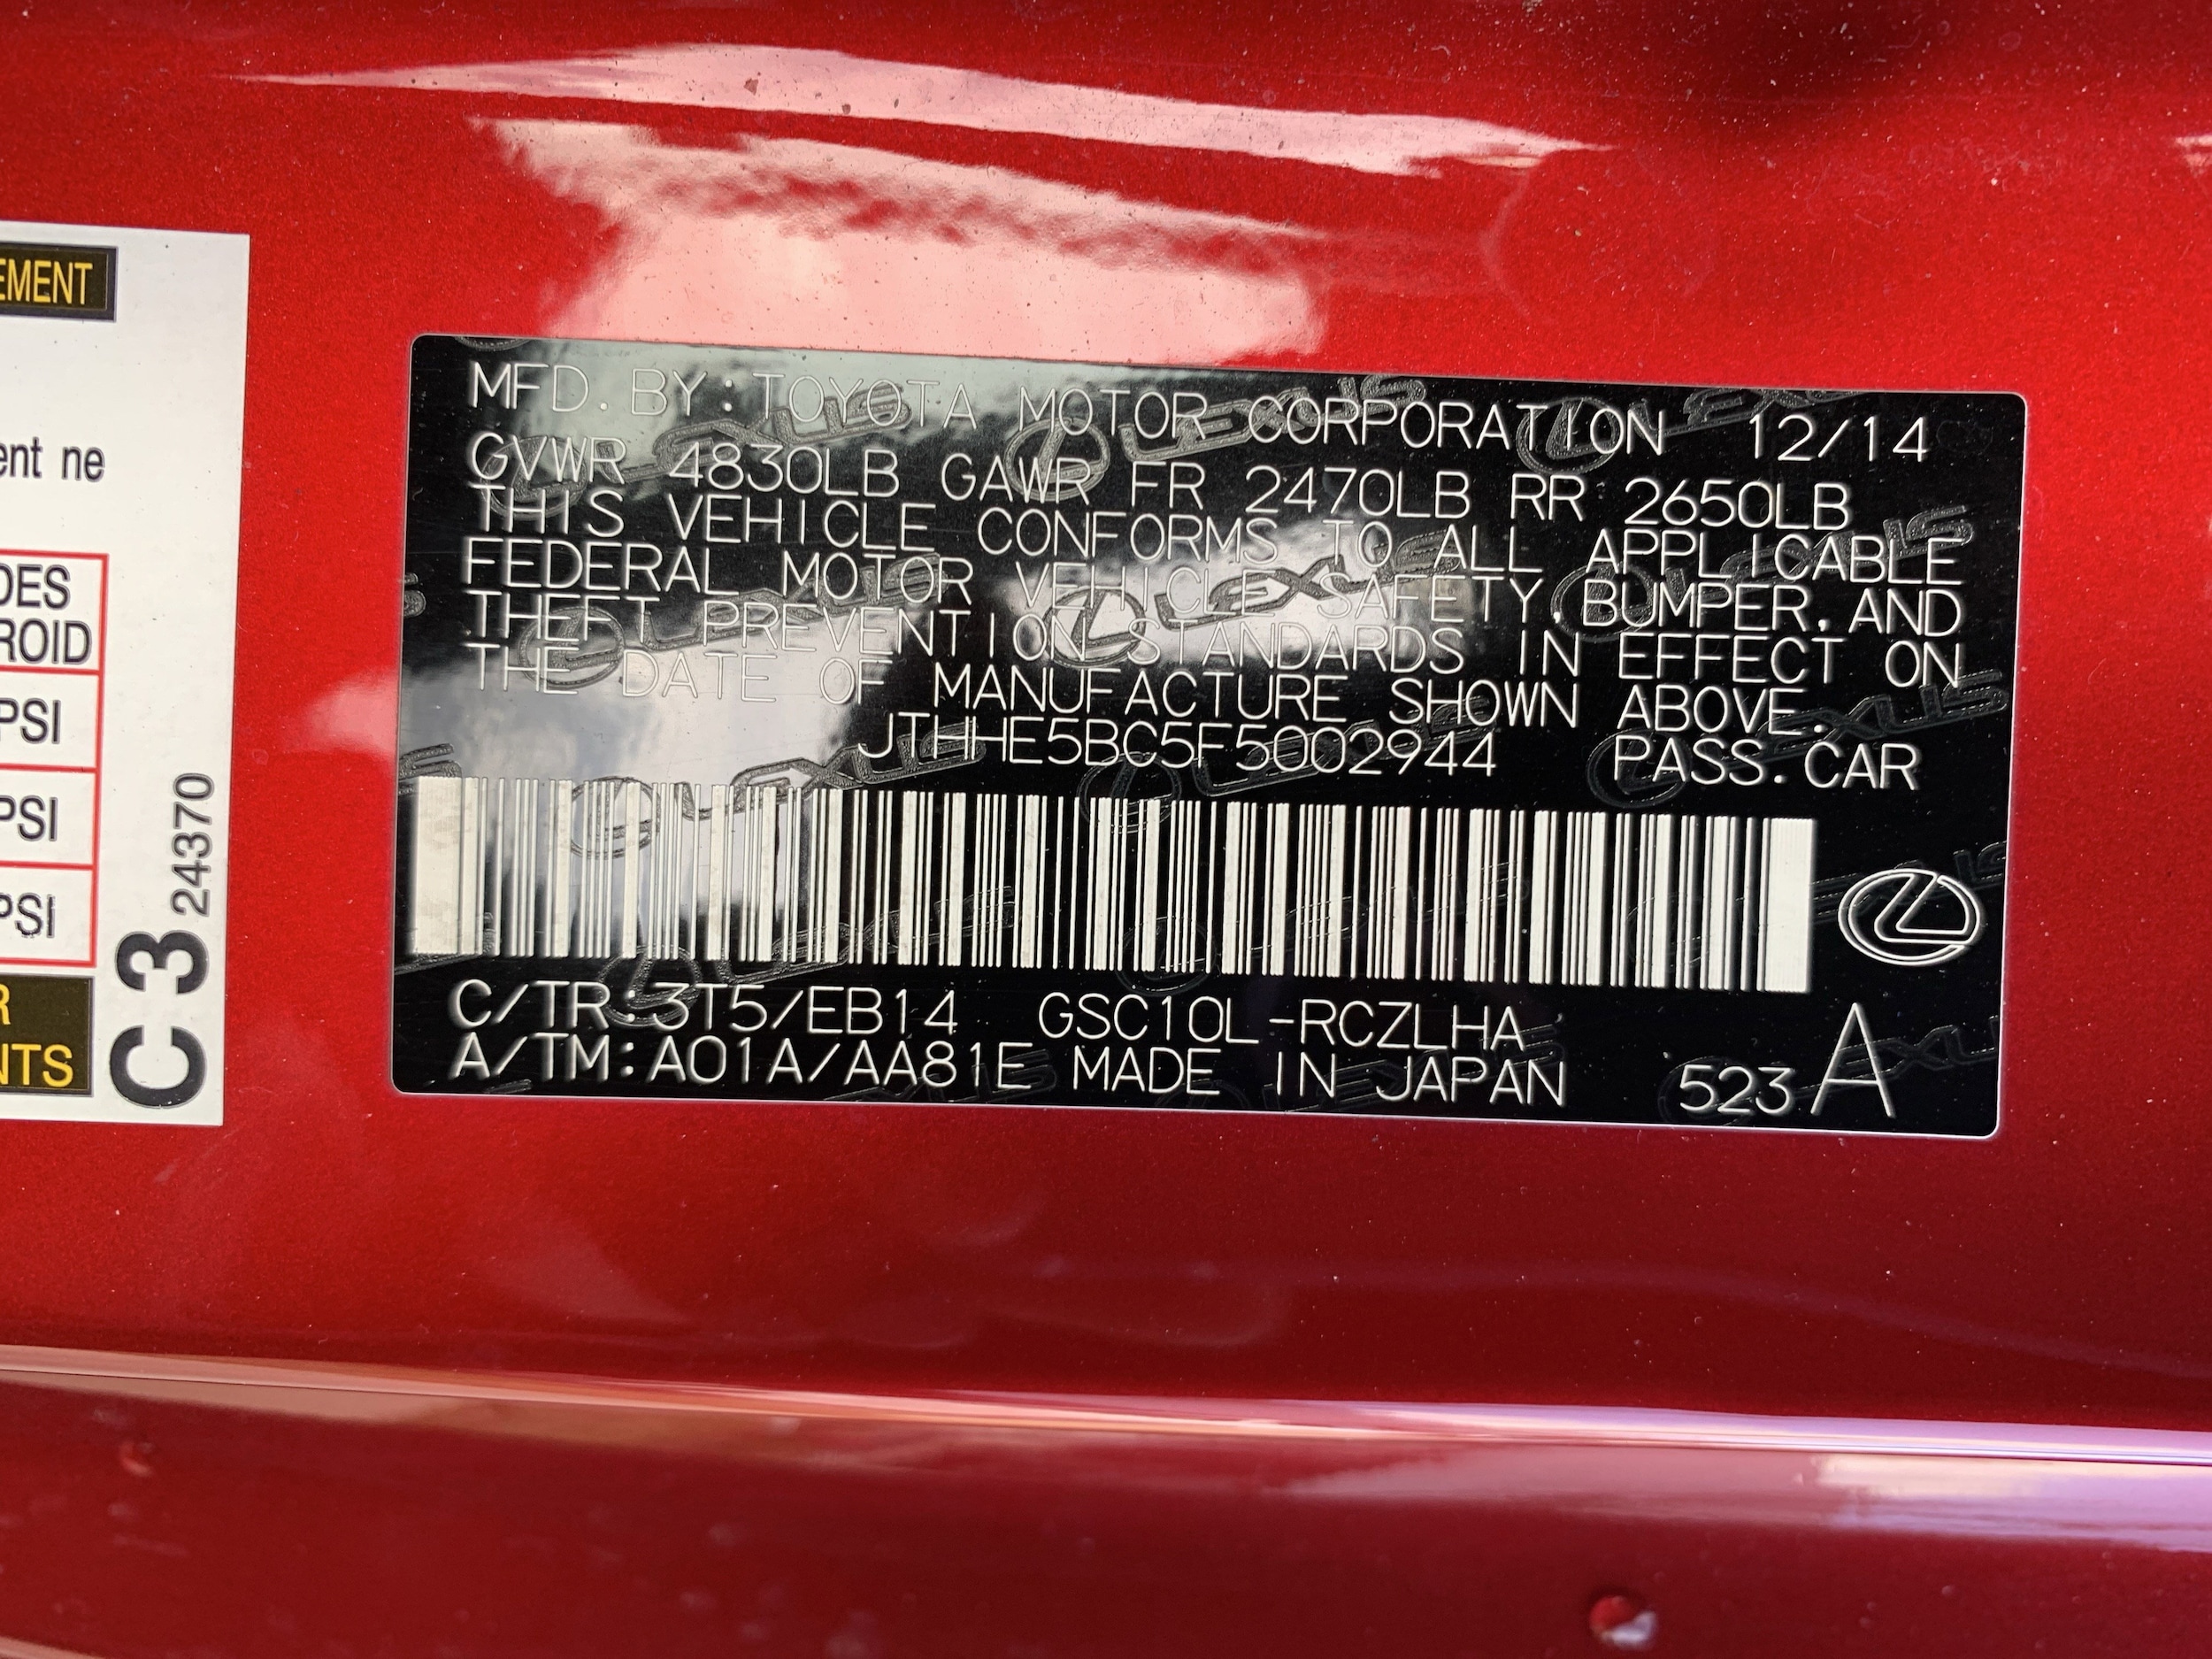 EMENT
ent ne
DES
ROID
PSI
PSI
PSI
R
NTS
C3 24370
MFD. BY: TOYOTA MOTOR CORPORATION 12/14
GVWR 4830LB GAWR FR 2470LB RR 2650LB
THIS VEHICLE CONFORMS TO ALL APPLICABLE
FEDERAL MOTOR VEHICLE SAFETY, BUMPER, AND
THEFT PREVENTION STANDARDS IN EFFECT ON
THE DATE OF MANUFACTURE SHOWN ABOVE.
JTHHE5BC5F5002944 PASS. CAR
C/TR: 3T5/EB14 GSC10L-RCZLHA
A/TM: A01A/AA81E MADE IN JAPAN 523 A